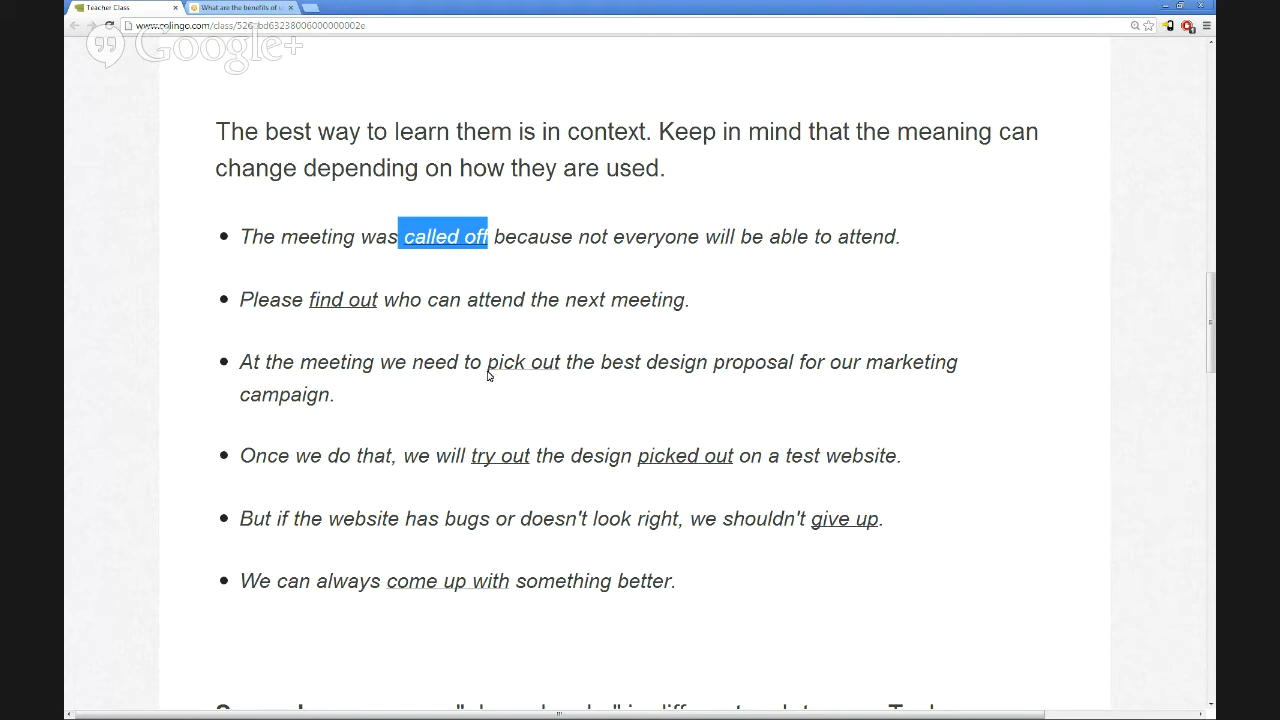 Teacher Class
What are the benefits of u
www.colingo.com/class/526
bd63238006000000002e
Google+
The best way to learn them is in context. Keep in mind that the meaning can
change depending on how they are used.
• The meeting was called off because not everyone will be able to attend.
• Please find out who can attend the next meeting.
• At the meeting we need to pick out the best design proposal for our marketing
campaign.
• Once we do that, we will try out the design picked out on a test website.
• But if the website has bugs or doesn't look right, we shouldn't give up.
• We can always come up with something better.